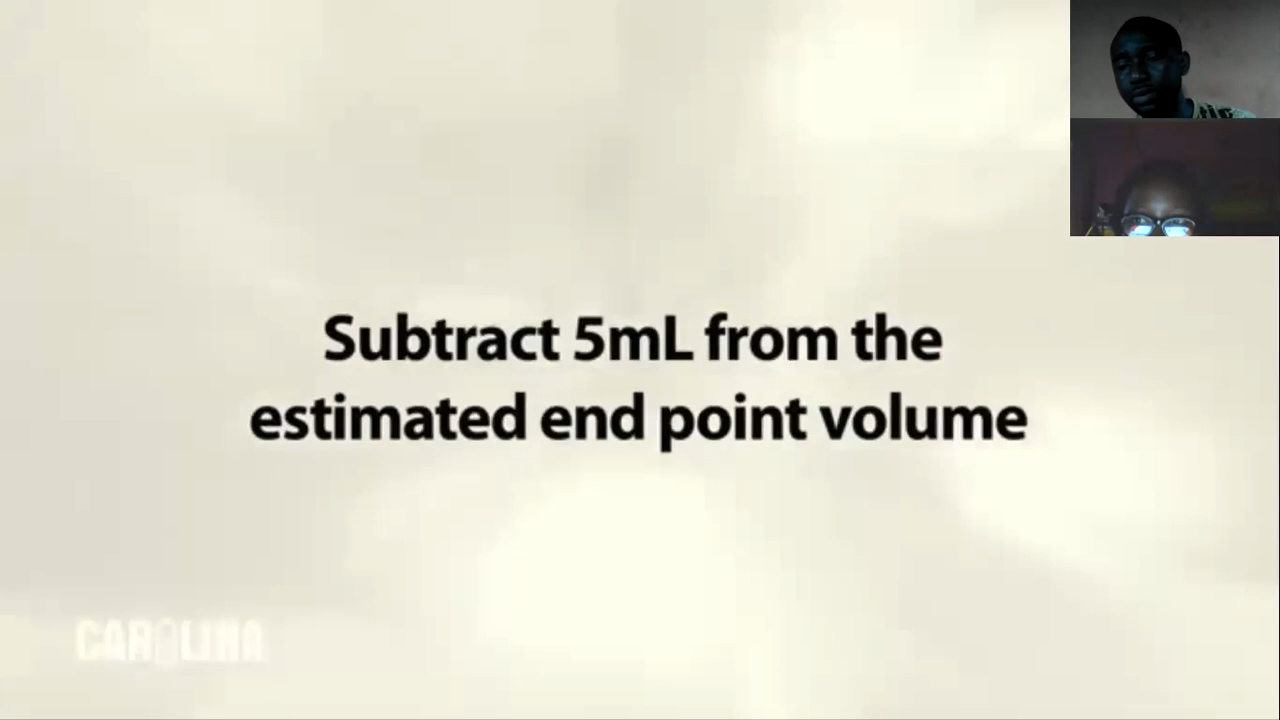 Subtract 5mL from the
estimated end point volume
CAROLINA